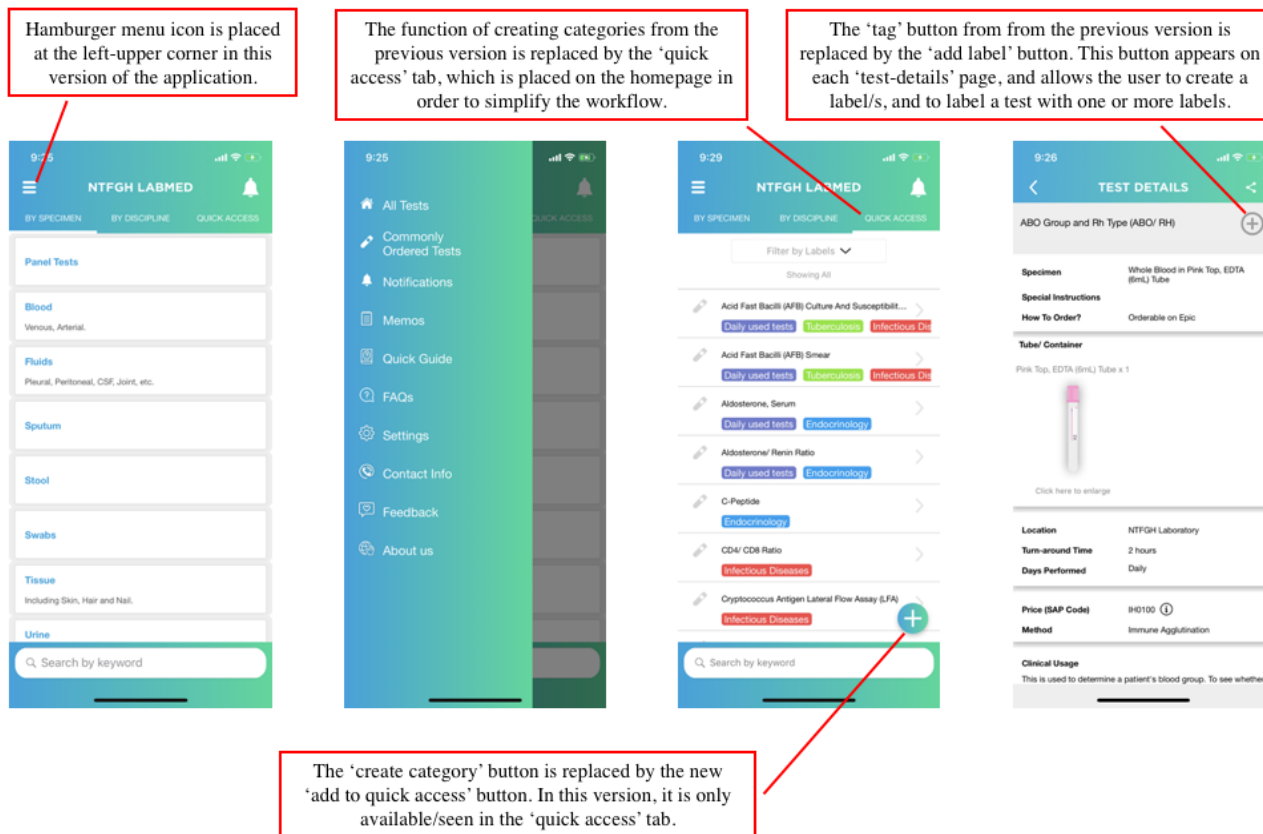 Hamburger menu icon is placed
at the left-upper corner in this
version of the application.
The function of creating categories from the
previous version is replaced by the ‘quick
access’ tab, which is placed on the homepage in
order to simplify the workflow.
The ‘tag’ button from from the previous version is
replaced by the ‘add label’ button. This button appears on
each ‘test-details’ page, and allows the user to create a
label/s, and to label a test with one or more labels.
NTFGH LABMED
BY SPECIMEN BY DISCIPLINE QUICK ACCESS
Panel Tests
Blood
Venous, Arterial.
Fluids
Pleural, Peritoneal, CSF, Joint, etc.
Sputum
Stool
Swabs
Tissue
Including Skin, Hair and Nail.
Urine
Search by keyword
9:25
QUICK ACCESS
All Tests
Commonly
Ordered Tests
Notifications
Memos
Quick Guide
FAQs
Settings
Contact Info
Feedback
About us
9:29
NTFGH LABMED
BY SPECIMEN BY DISCIPLINE QUICK ACCESS
Filter by Labels
Showing All
Acid Fast Bacilli (AFB) Culture And Susceptibilit...
Daily used tests Tuberculosis Infectious Dis
Acid Fast Bacilli (AFB) Smear
Daily used tests Tuberculosis Infectious Dis
Aldosterone, Serum
Daily used tests Endocrinology
Aldosterone/ Renin Ratio
Daily used tests Endocrinology
C-Peptide
Endocrinology
CD4/ CD8 Ratio
Infectious Diseases
Cryptococcus Antigen Lateral Flow Assay (LFA)
Infectious Diseases
Search by keyword
9:26
TEST DETAILS
ABO Group and Rh Type (ABO/ RH)
Specimen Whole Blood in Pink Top, EDTA
(6mL) Tube
Special Instructions
How To Order? Orderable on Epic
Tube/ Container
Pink Top, EDTA (6mL) Tube x 1
Click here to enlarge
Location NTFGH Laboratory
Turn-around Time 2 hours
Days Performed Daily
Price (SAP Code) IH0100
Method Immune Agglutination
Clinical Usage
This is used to determine a patient's blood group. To see whether
The ‘create category’ button is replaced by the new
‘add to quick access’ button. In this version, it is only
available/seen in the ‘quick access’ tab.